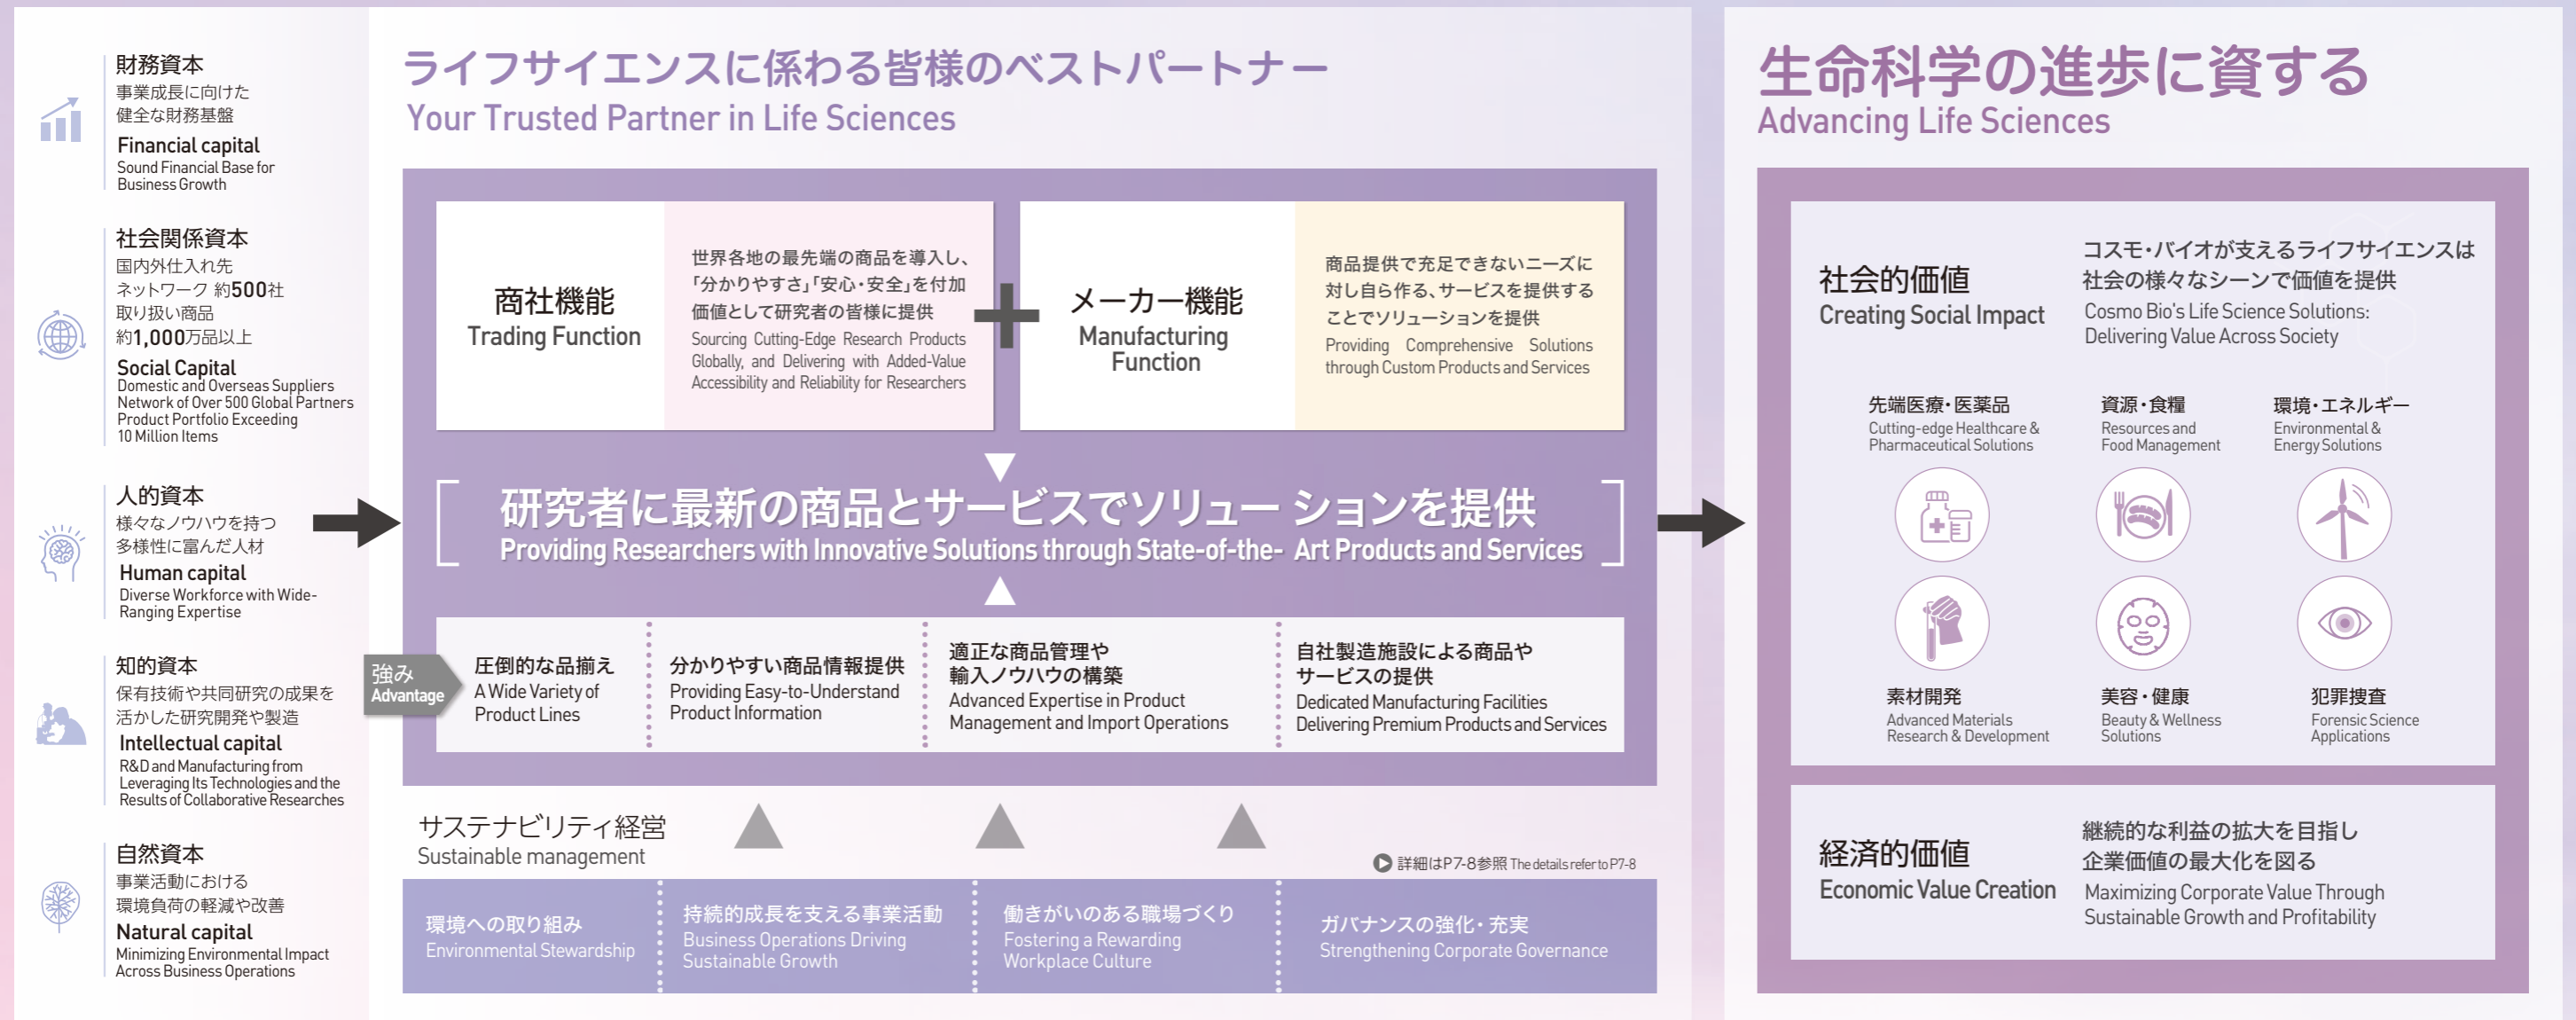 財務資本
事業成長に向けた
健全な財務基盤
Financial capital
Sound Financial Base for
Business Growth
社会関係資本
国内外仕入れ先
ネットワーク 約500社
取り扱い商品
約1,000万品以上
Social Capital
Domestic and Overseas Suppliers
Network of Over 500 Global Partners
Product Portfolio Exceeding
10 Million Items
人的資本
様々なノウハウを持つ
多様性に富んだ人材
Human capital
Diverse Workforce with Wide-
Ranging Expertise
知的資本
保有技術や共同研究の成果を
活かした研究開発や製造
Intellectual capital
R&D and Manufacturing from
Leveraging Its Technologies and the
Results of Collaborative Researches
自然資本
事業活動における
環境負荷の軽減や改善
Natural capital
Minimizing Environmental Impact
Across Business Operations
ライフサイエンスに係わる皆様のベストパートナー
Your Trusted Partner in Life Sciences
商社機能
Trading Function
世界各地の最先端の商品を導入し、
「分かりやすさ」「安心・安全」を付加
価値として研究者の皆様に提供
Sourcing Cutting-Edge Research Products
Globally, and Delivering with Added-Value
Accessibility and Reliability for Researchers
メーカー機能
Manufacturing
Function
商品提供で充足できないニーズに
対し自ら作る、サービスを提供する
ことでソリューションを提供
Providing Comprehensive Solutions
through Custom Products and Services
研究者に最新の商品とサービスでソリューションを提供
Providing Researchers with Innovative Solutions through State-of-the- Art Products and Services
強み
Advantage
圧倒的な品揃え
A Wide Variety of
Product Lines
分かりやすい商品情報提供
Providing Easy-to-Understand
Product Information
適正な商品管理や
輸入ノウハウの構築
Advanced Expertise in Product
Management and Import Operations
自社製造施設による商品や
サービスの提供
Dedicated Manufacturing Facilities
Delivering Premium Products and Services
サステナビリティ経営
Sustainable management
詳細はP7-8参照 The details refer to P7-8
環境への取り組み
Environmental Stewardship
持続的成長を支える事業活動
Business Operations Driving
Sustainable Growth
働きがいのある職場づくり
Fostering a Rewarding
Workplace Culture
ガバナンスの強化・充実
Strengthening Corporate Governance
生命科学の進歩に資する
Advancing Life Sciences
社会的価値
Creating Social Impact
コスモ・バイオが支えるライフサイエンスは
社会の様々なシーンで価値を提供
Cosmo Bio's Life Science Solutions:
Delivering Value Across Society
先端医療・医薬品
Cutting-edge Healthcare &
Pharmaceutical Solutions
資源・食糧
Resources and
Food Management
環境・エネルギー
Environmental &
Energy Solutions
素材開発
Advanced Materials
Research & Development
美容・健康
Beauty & Wellness
Solutions
犯罪捜査
Forensic Science
Applications
経済的価値
Economic Value Creation
継続的な利益の拡大を目指し
企業価値の最大化を図る
Maximizing Corporate Value Through
Sustainable Growth and Profitability